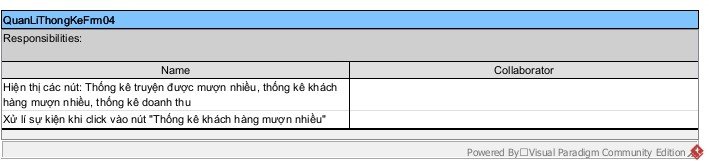 QuanLiThongKeFrm04
Responsibilities:
Name
Collaborator
Hiện thị các nút: Thống kê truyện được mượn nhiều, thống kê khách
hàng mượn nhiều, thống kê doanh thu
Xử lí sự kiện khi click vào nút "Thống kê khách hàng mượn nhiều"
Powered By□Visual Paradigm Community Edition